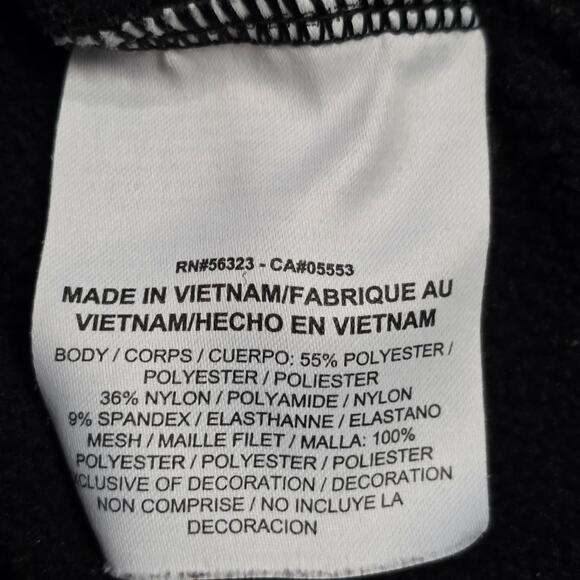 RN#56323 - CA#05553
MADE IN VIETNAM/FABRIQUE AU
VIETNAM/HECHO EN VIETNAM
BODY / CORPS / CUERPO: 55% POLYESTER /
POLYESTER / POLIESTER
36% NYLON / POLYAMIDE / NYLON
9% SPANDEX / ELASTHANNE / ELASTANO
MESH / MAILLE FILET / MALLA: 100%
POLYESTER / POLYESTER / POLIESTER
CLUSIVE OF DECORATION / DECORATION
NON COMPRISE / NO INCLUYE LA
DECORACION